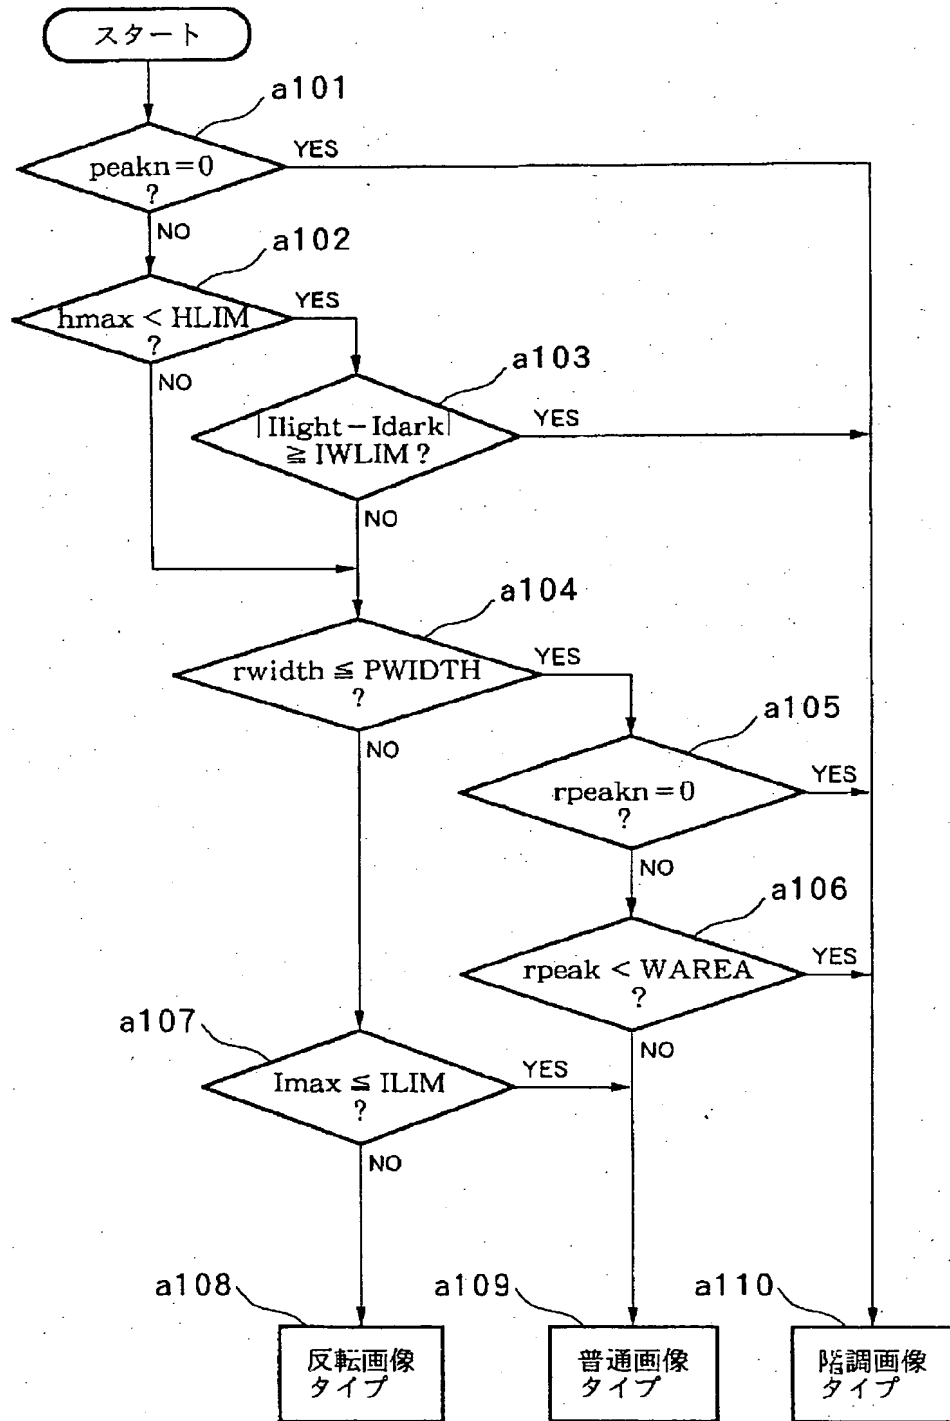 スタート
a101
peakn=0
?
YES
NO
a102
hmax < HLIM
?
YES
NO
a103
|Ilight−Idark|
≧ IWLIM ?
YES
NO
a104
rwidth ≦ PWIDTH
?
YES
NO
a105
rpeakn=0
?
YES
NO
a106
rpeak < WAREA
?
YES
NO
a107
Imax ≦ ILIM
?
YES
NO
a108
反転画像
タイプ
a109
普通画像
タイプ
a110
階調画像
タイプ